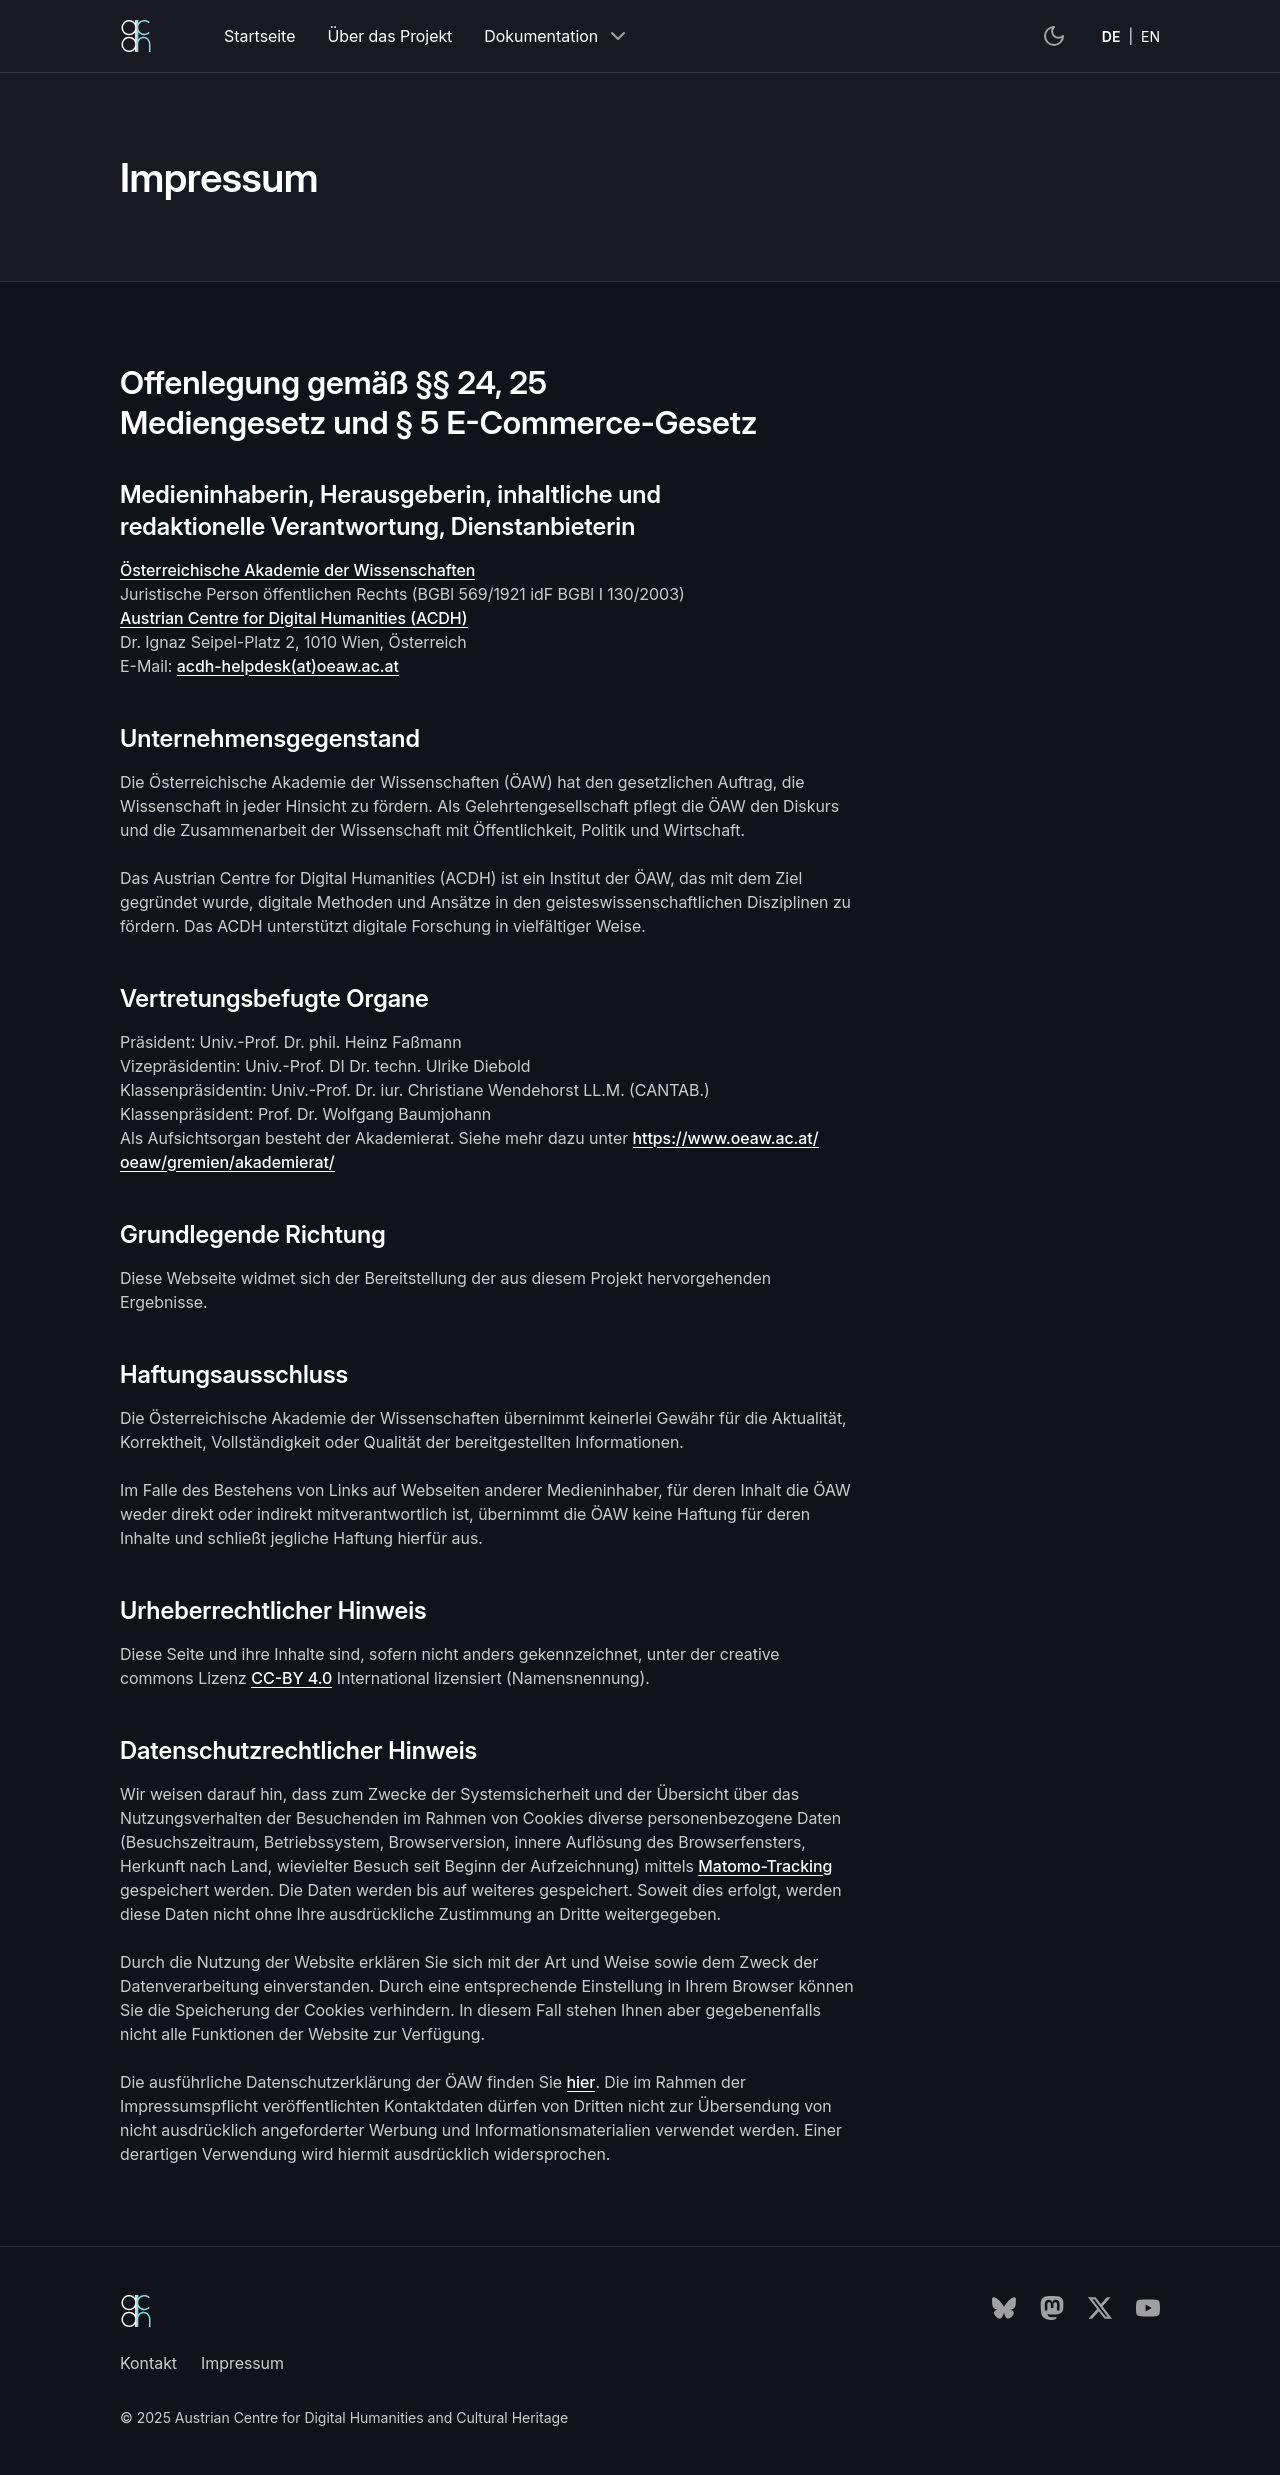 acdh
Startseite
Über das Projekt
Dokumentation
DE | EN
Impressum
Offenlegung gemäß §§ 24, 25
Mediengesetz und § 5 E-Commerce-Gesetz
Medieninhaberin, Herausgeberin, inhaltliche und
redaktionelle Verantwortung, Dienstanbieterin
Österreichische Akademie der Wissenschaften
Juristische Person öffentlichen Rechts (BGBl 569/1921 idF BGBl I 130/2003)
Austrian Centre for Digital Humanities (ACDH)
Dr. Ignaz Seipel-Platz 2, 1010 Wien, Österreich
E-Mail: acdh-helpdesk(at)oeaw.ac.at
Unternehmensgegenstand
Die Österreichische Akademie der Wissenschaften (ÖAW) hat den gesetzlichen Auftrag, die
Wissenschaft in jeder Hinsicht zu fördern. Als Gelehrtengesellschaft pflegt die ÖAW den Diskurs
und die Zusammenarbeit der Wissenschaft mit Öffentlichkeit, Politik und Wirtschaft.
Das Austrian Centre for Digital Humanities (ACDH) ist ein Institut der ÖAW, das mit dem Ziel
gegründet wurde, digitale Methoden und Ansätze in den geisteswissenschaftlichen Disziplinen zu
fördern. Das ACDH unterstützt digitale Forschung in vielfältiger Weise.
Vertretungsbefugte Organe
Präsident: Univ.-Prof. Dr. phil. Heinz Faßmann
Vizepräsidentin: Univ.-Prof. DI Dr. techn. Ulrike Diebold
Klassenpräsidentin: Univ.-Prof. Dr. iur. Christiane Wendehorst LL.M. (CANTAB.)
Klassenpräsident: Prof. Dr. Wolfgang Baumjohann
Als Aufsichtsorgan besteht der Akademierat. Siehe mehr dazu unter https://www.oeaw.ac.at/
oeaw/gremien/akademierat/
Grundlegende Richtung
Diese Webseite widmet sich der Bereitstellung der aus diesem Projekt hervorgehenden
Ergebnisse.
Haftungsausschluss
Die Österreichische Akademie der Wissenschaften übernimmt keinerlei Gewähr für die Aktualität,
Korrektheit, Vollständigkeit oder Qualität der bereitgestellten Informationen.
Im Falle des Bestehens von Links auf Webseiten anderer Medieninhaber, für deren Inhalt die ÖAW
weder direkt oder indirekt mitverantwortlich ist, übernimmt die ÖAW keine Haftung für deren
Inhalte und schließt jegliche Haftung hierfür aus.
Urheberrechtlicher Hinweis
Diese Seite und ihre Inhalte sind, sofern nicht anders gekennzeichnet, unter der creative
commons Lizenz CC-BY 4.0 International lizensiert (Namensnennung).
Datenschutzrechtlicher Hinweis
Wir weisen darauf hin, dass zum Zwecke der Systemsicherheit und der Übersicht über das
Nutzungsverhalten der Besuchenden im Rahmen von Cookies diverse personenbezogene Daten
(Besuchszeitraum, Betriebssystem, Browserversion, innere Auflösung des Browserfensters,
Herkunft nach Land, wievielter Besuch seit Beginn der Aufzeichnung) mittels Matomo-Tracking
gespeichert werden. Die Daten werden bis auf weiteres gespeichert. Soweit dies erfolgt, werden
diese Daten nicht ohne Ihre ausdrückliche Zustimmung an Dritte weitergegeben.
Durch die Nutzung der Website erklären Sie sich mit der Art und Weise sowie dem Zweck der
Datenverarbeitung einverstanden. Durch eine entsprechende Einstellung in Ihrem Browser können
Sie die Speicherung der Cookies verhindern. In diesem Fall stehen Ihnen aber gegebenenfalls
nicht alle Funktionen der Website zur Verfügung.
Die ausführliche Datenschutzerklärung der ÖAW finden Sie hier. Die im Rahmen der
Impressumspflicht veröffentlichten Kontaktdaten dürfen von Dritten nicht zur Übersendung von
nicht ausdrücklich angeforderter Werbung und Informationsmaterialien verwendet werden. Einer
derartigen Verwendung wird hiermit ausdrücklich widersprochen.
acdh
Kontakt
Impressum
© 2025 Austrian Centre for Digital Humanities and Cultural Heritage